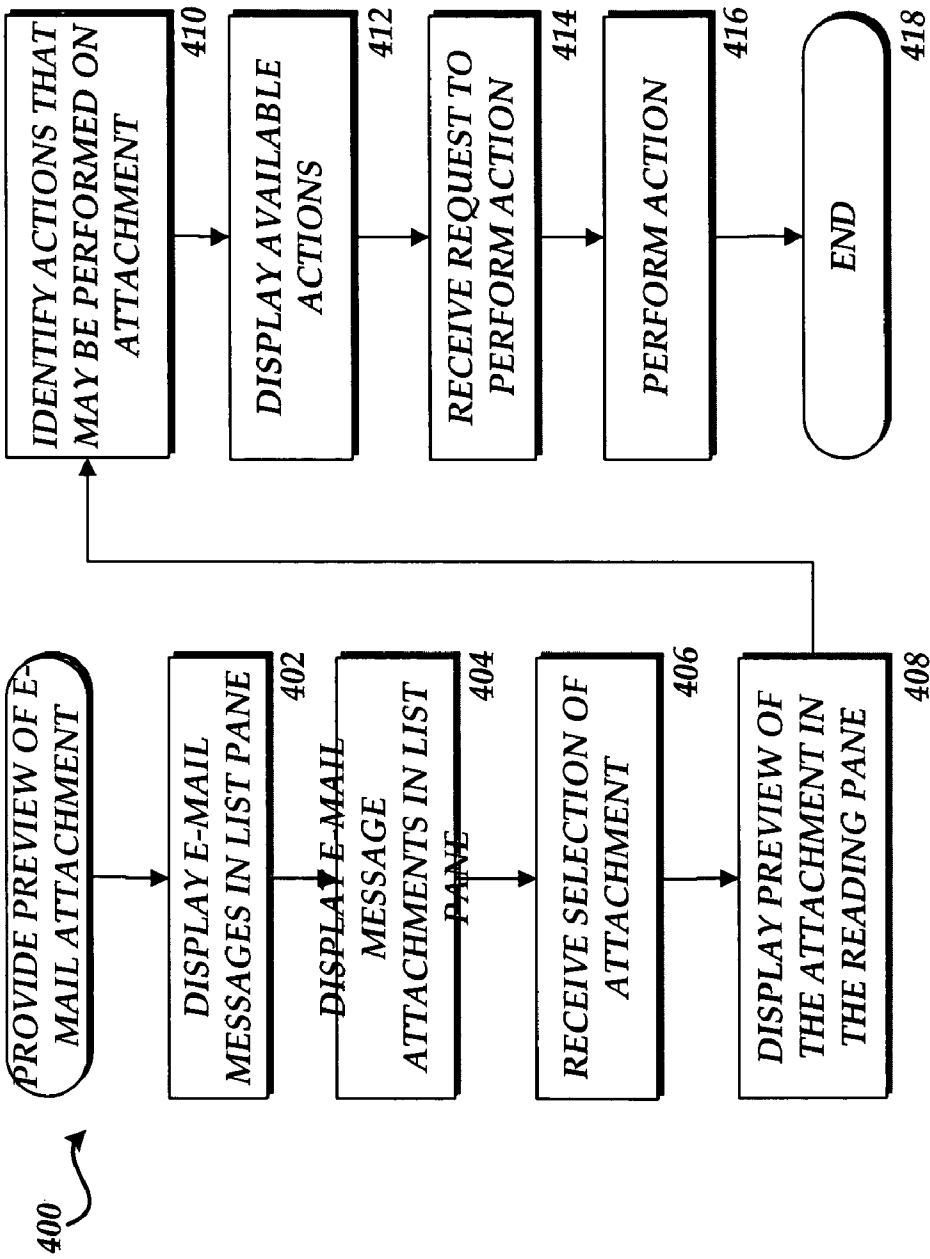 400
PROVIDE PREVIEW OF E-
MAIL ATTACHMENT
DISPLAY E-MAIL
MESSAGES IN LIST PANE
402
DISPLAY E-MAIL
MESSAGE
ATTACHMENTS IN LIST
PANE
404
RECEIVE SELECTION OF
ATTACHMENT
406
DISPLAY PREVIEW OF
THE ATTACHMENT IN
THE READING PANE
408
IDENTIFY ACTIONS THAT
MAY BE PERFORMED ON
ATTACHMENT
410
DISPLAY AVAILABLE
ACTIONS
412
RECEIVE REQUEST TO
PERFORM ACTION
414
PERFORM ACTION
416
END
418